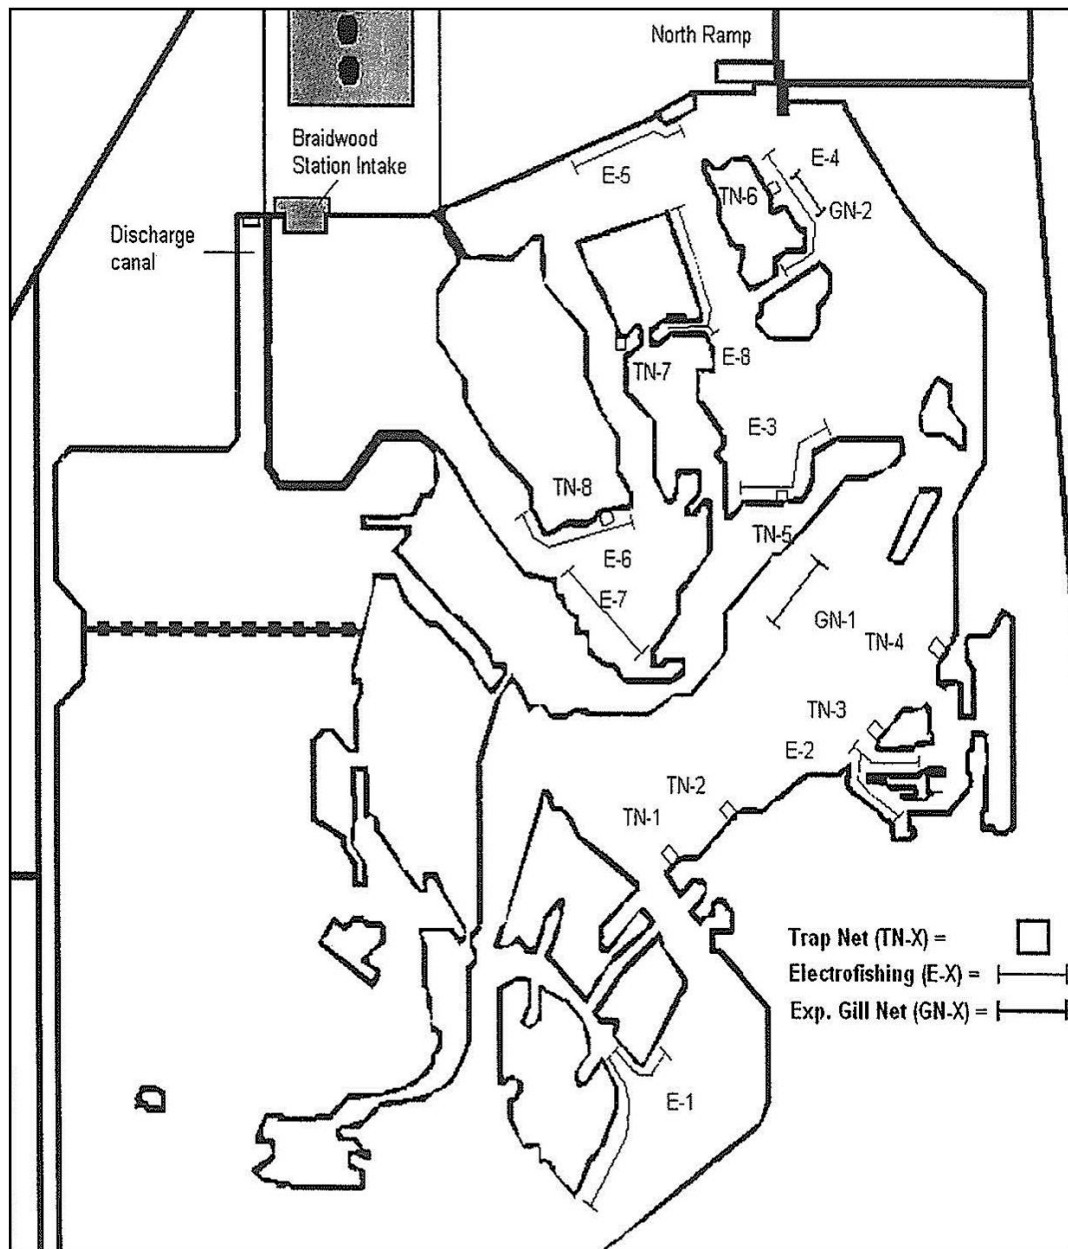 North Ramp
Braidwood
Station Intake
E-4
E-5
TN-6
GN-2
Discharge
canal
E-8
TN-7
E-3
TN-8
TN-5
E-6
E-7
GN-1
TN-4
TN-3
E-2
TN-2
TN-1
Trap Net (TN-X) =
Electrofishing (E-X) =
Exp. Gill Net (GN-X) =
E-1